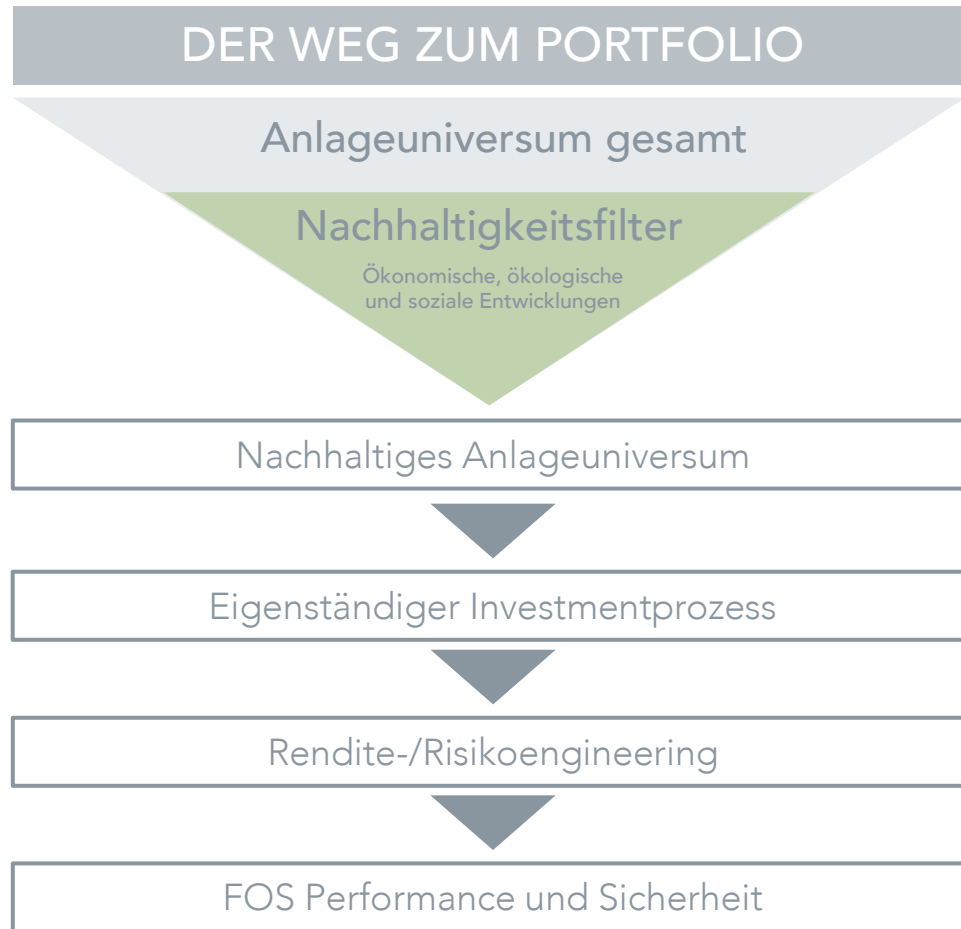 DER WEG ZUM PORTFOLIO
Anlageuniversum gesamt
Nachhaltigkeitsfilter
Ökonomische, ökologische
und soziale Entwicklungen
Nachhaltiges Anlageuniversum
Eigenständiger Investmentprozess
Rendite-/Risikoengineering
FOS Performance und Sicherheit